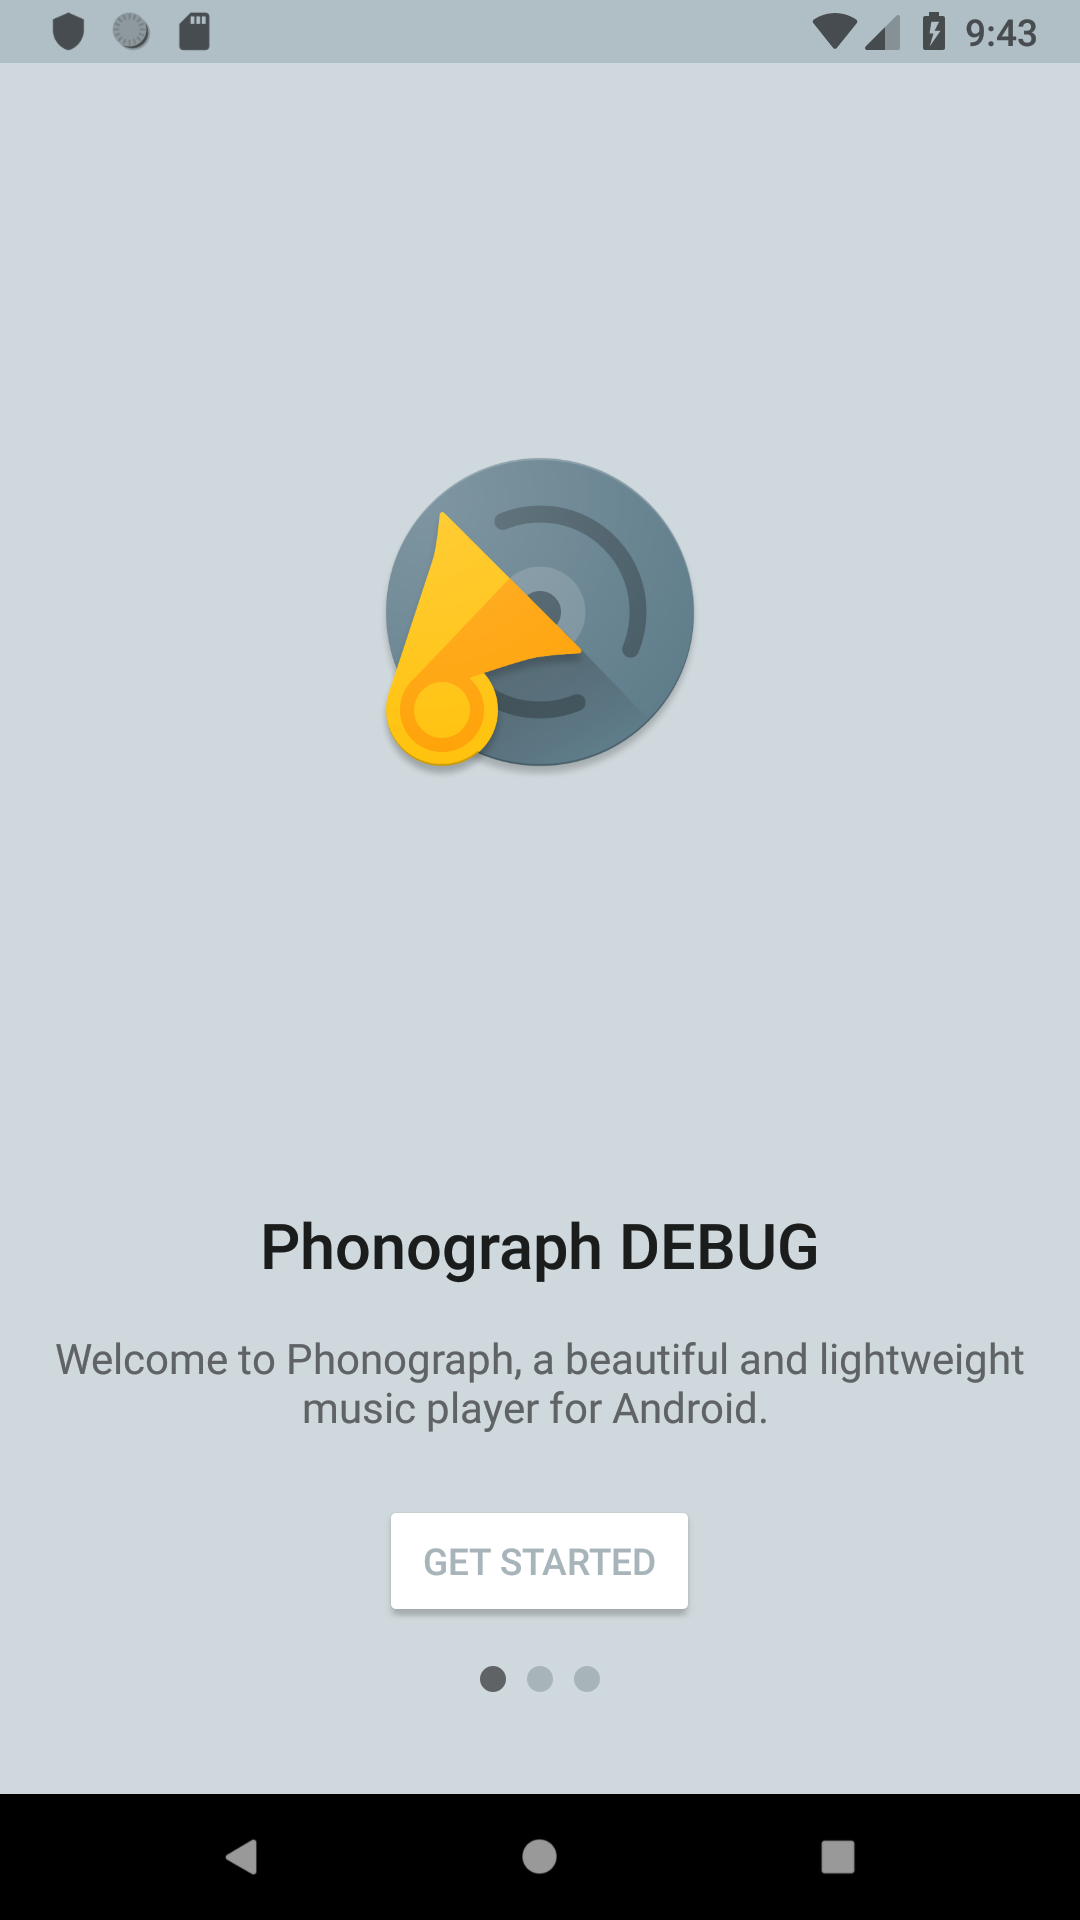 9:43
Phonograph DEBUG
Welcome to Phonograph, a beautiful and lightweight
music player for Android.
GET STARTED